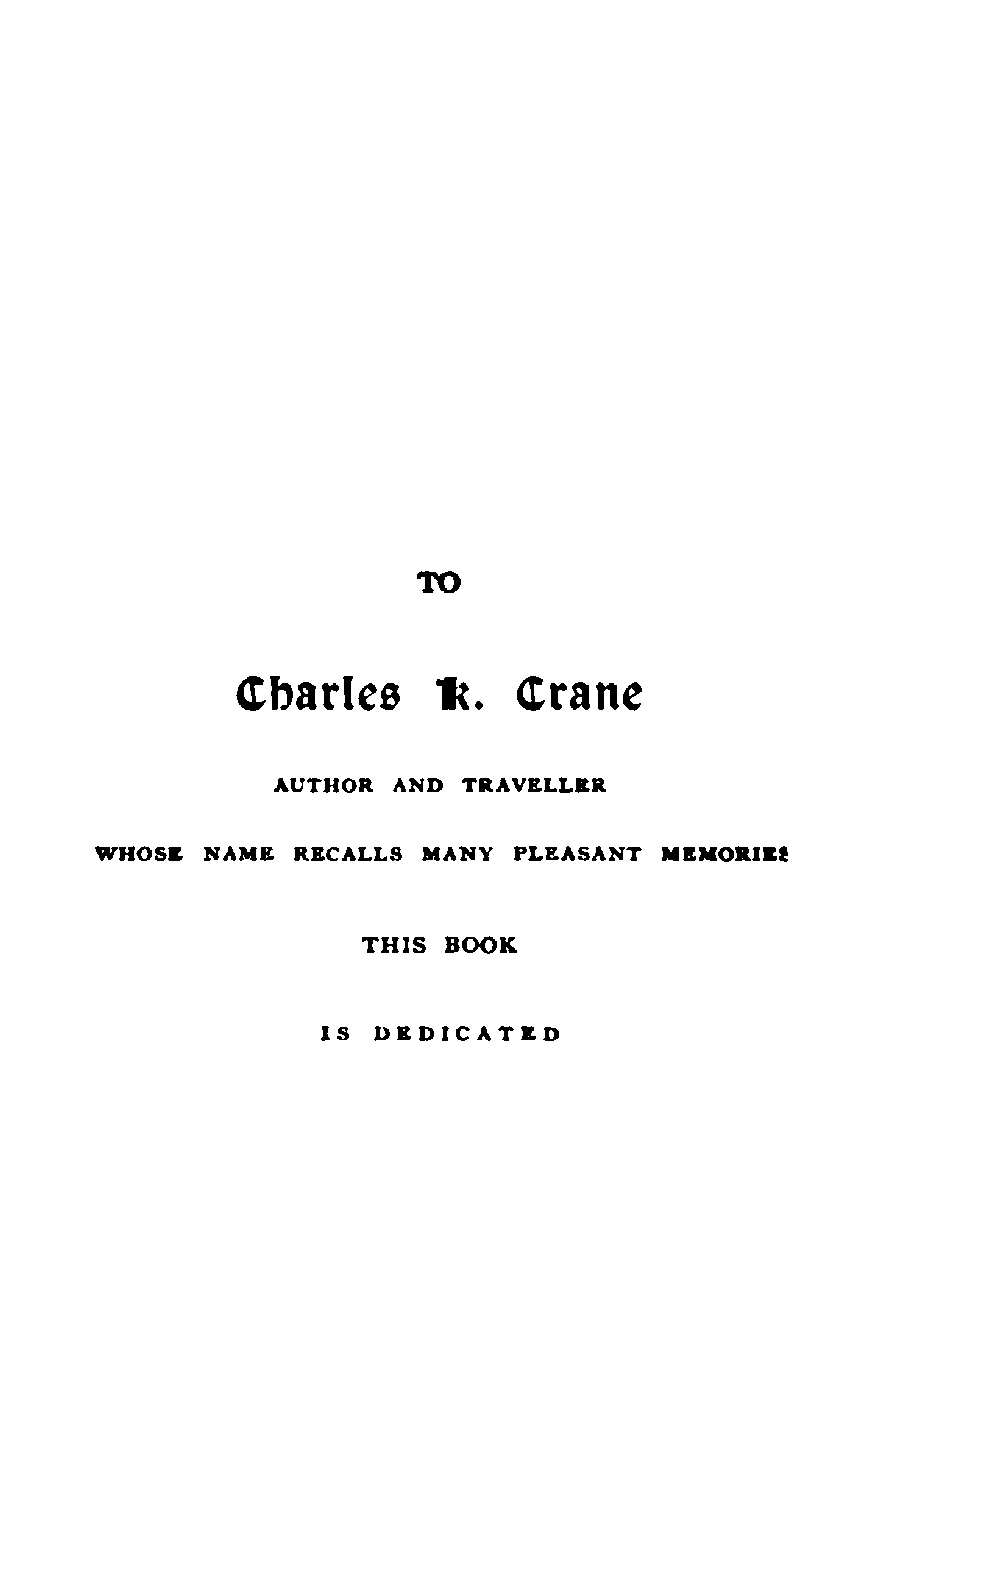 TO
Charles K. Crane
AUTHOR AND TRAVELLER
WHOSE NAME RECALLS MANY PLEASANT MEMORIES
THIS BOOK
IS DEDICATED